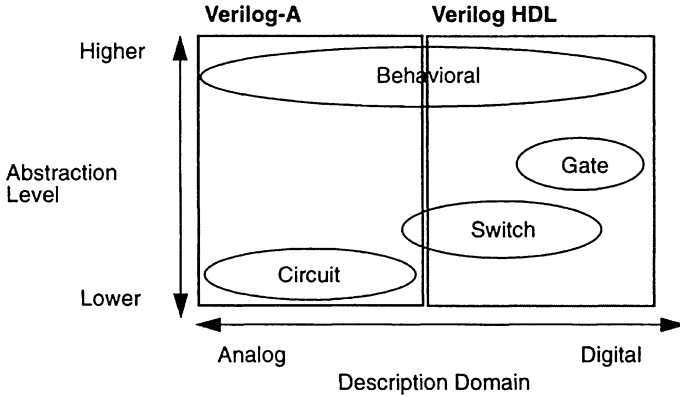 Verilog-A
Verilog HDL
Higher
Behavioral
Gate
Abstraction
Level
Switch
Circuit
Lower
Analog
Digital
Description Domain